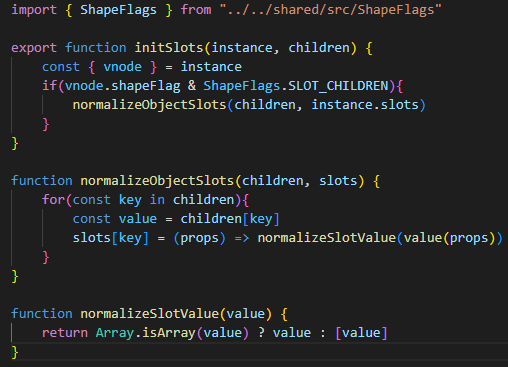 import { ShapeFlags } from "../../shared/src/ShapeFlags"
export function initSlots(instance, children) {
const { vnode } = instance
if(vnode.shapeFlag & ShapeFlags.SLOT_CHILDREN){
normalizeObjectSlots(children, instance.slots)
}
}
function normalizeObjectSlots(children, slots) {
for(const key in children){
const value = children[key]
slots[key] = (props) => normalizeSlotValue(value(props))
}
}
function normalizeSlotValue(value) {
return Array.isArray(value) ? value : [value]
}